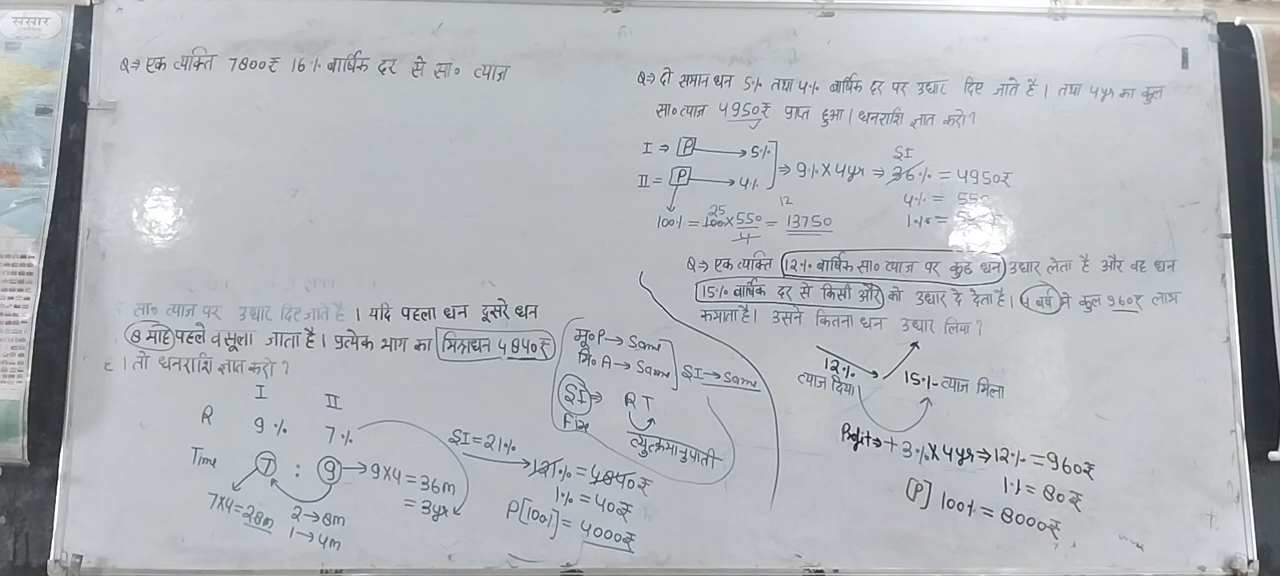 संसार
Q⇒ एक व्यक्ति 7800₹ 16% वार्षिक दर से सा० ब्याज
Q⇒ दो समान धन 5% तथा 4% वार्षिक दर पर उधार दिए जाते है। तथा 4yr का कुल
सा० ब्याज 4950₹ प्राप्त हुआ। धनराशि ज्ञात करो?
I ⇒ P → 5%
II = P → 4%
⇒ 9% × 4yr ⇒ 36% = 4950₹
SI
4% = 550
1% =
100% = 100 × 550/4 = 13750
25
12
Q⇒ एक व्यक्ति 12% वार्षिक सा० ब्याज पर कुछ धन उधार लेता है और वह धन
15% वार्षिक दर से किसी और को उधार दे देता है। 4 वर्ष में कुल 960₹ लाभ
कमाता है। उसने कितना धन उधार लिया?
12%
ब्याज दिया
15% ब्याज मिला
Profit⇒ + 3% × 4yr ⇒ 12% = 960₹
1% = 80₹
[P] 100% = 8000₹
सा० ब्याज पर उधार दिए जाते है। यदि पहला धन दूसरे धन
8 माह पहले वसूला जाता है। प्रत्येक भाग का मिश्रधन 4840₹
। तो धनराशि ज्ञात करो?
I II
R 9% 7%
Time 7 : 9 → 9×4 = 36m
= 3yr
7×4 = 28m
2 → 8m
1 → 4m
SI = 21%
121% = 4840₹
1% = 40₹
P[100%] = 4000₹
मू० P → Same
मि० A → Same
SI → Same
SI ⇒ R T
Fix
व्युत्क्रमानुपाती